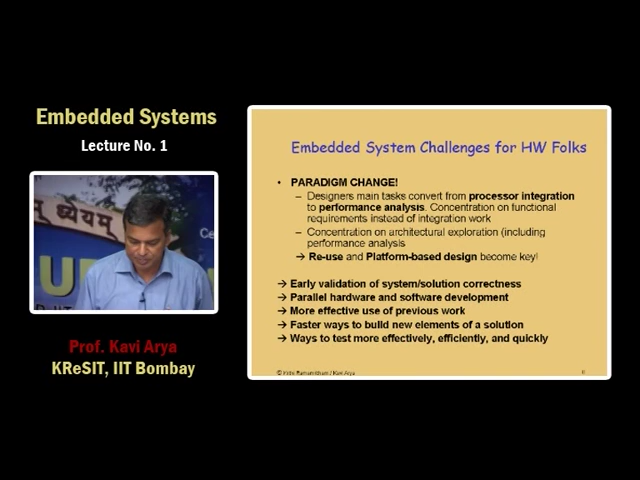 Embedded Systems
Lecture No. 1
ध्येयम्
Prof. Kavi Arya
KReSIT, IIT Bombay
Embedded System Challenges for HW Folks
• PARADIGM CHANGE!
– Designers main tasks convert from processor integration
to performance analysis. Concentration on functional
requirements instead of integration work
– Concentration on architectural exploration (including
performance analysis
→ Re-use and Platform-based design become key!
→ Early validation of system/solution correctness
→ Parallel hardware and software development
→ More effective use of previous work
→ Faster ways to build new elements of a solution
→ Ways to test more effectively, efficiently, and quickly
© Krithi Ramamritham / Kavi Arya